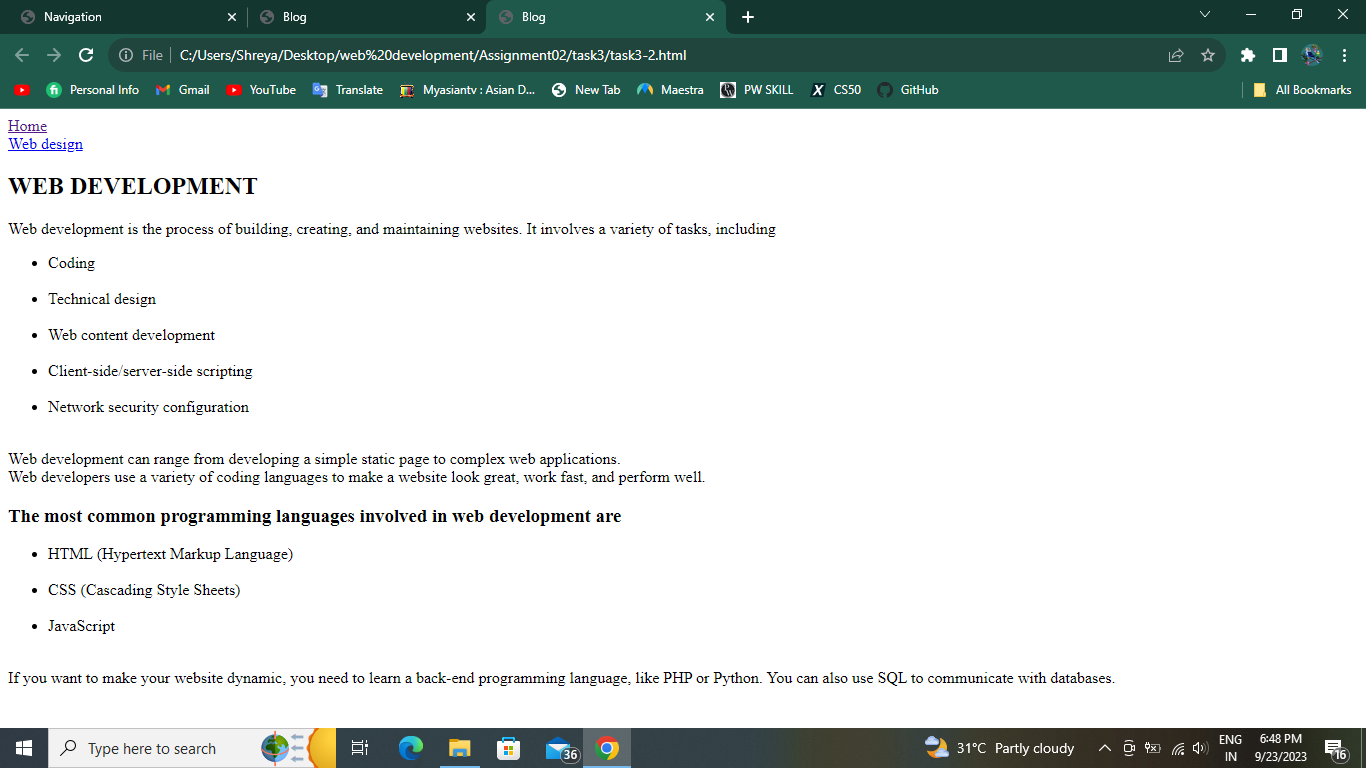 Navigation
Blog
Blog
File
C:/Users/Shreya/Desktop/web%20development/Assignment02/task3/task3-2.html
Personal Info
Gmail
YouTube
Translate
Myasiantv : Asian D...
New Tab
Maestra
PW SKILL
CS50
GitHub
All Bookmarks
Home
Web design
WEB DEVELOPMENT
Web development is the process of building, creating, and maintaining websites. It involves a variety of tasks, including
• Coding
• Technical design
• Web content development
• Client-side/server-side scripting
• Network security configuration
Web development can range from developing a simple static page to complex web applications.
Web developers use a variety of coding languages to make a website look great, work fast, and perform well.
The most common programming languages involved in web development are
• HTML (Hypertext Markup Language)
• CSS (Cascading Style Sheets)
• JavaScript
If you want to make your website dynamic, you need to learn a back-end programming language, like PHP or Python. You can also use SQL to communicate with databases.
Type here to search
36
31°C Partly cloudy
ENG
IN
6:48 PM
9/23/2023
16